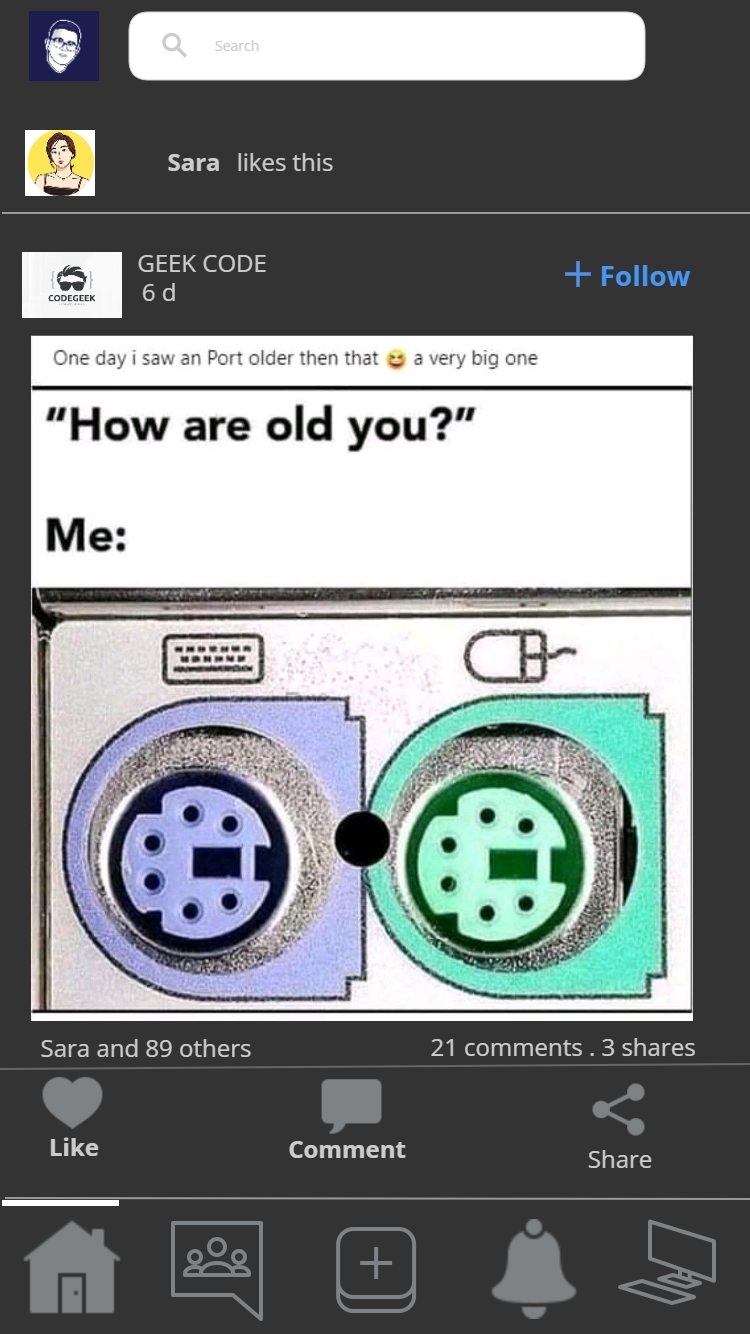 Search
Sara likes this
GEEK CODE
6 d
+ Follow
CODEGEEK
One day i saw an Port older then that 😆 a very big one
“How are old you?”
Me:
Sara and 89 others
21 comments . 3 shares
Like
Comment
Share